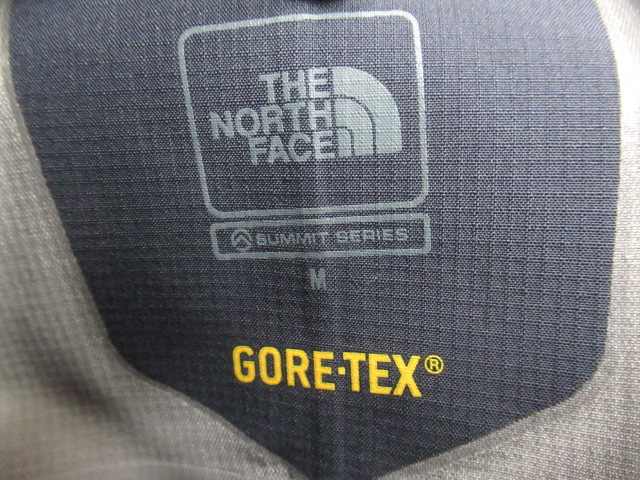 THE
NORTH
FACE
SUMMIT SERIES
M
GORE-TEX®